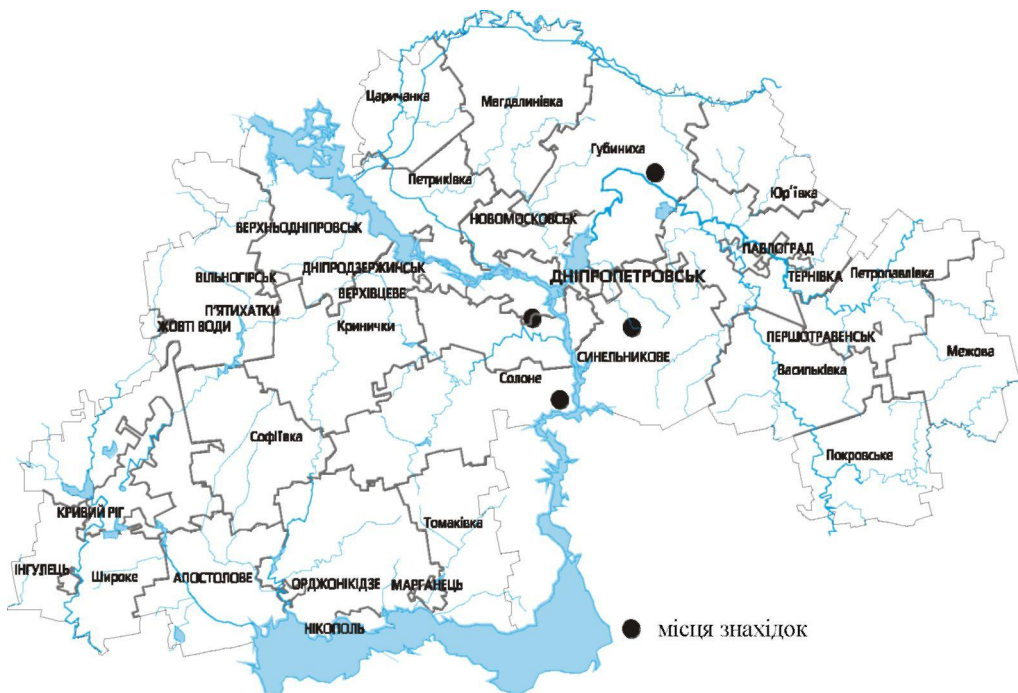 Царичанка
Магдалинівка
Губиниха
Петриківка
Юр'ївка
НОВОМОСКОВСЬК
ВЕРХНЬОДНІПРОВСЬК
ПАВЛОГРАД
ДНІПРОДЗЕРЖИНСЬК
ДНІПРОПЕТРОВСЬК
ТЕРНІВКА
Петропавлівка
ВІЛЬНОГІРСЬК
ВЕРХІВЦЕВЕ
П'ЯТИХАТКИ
ЖОВТІ ВОДИ
Кринички
ПЕРШОТРАВЕНСЬК
СИНЕЛЬНИКОВЕ
Межова
Васильківка
Солоне
Софіївка
Покровське
КРИВИЙ РІГ
Томаківка
ІНГУЛЕЦЬ
Широке
АПОСТОЛОВЕ
ОРДЖОНІКІДЗЕ
МАРГАНЕЦЬ
НІКОПОЛЬ
місця знахідок